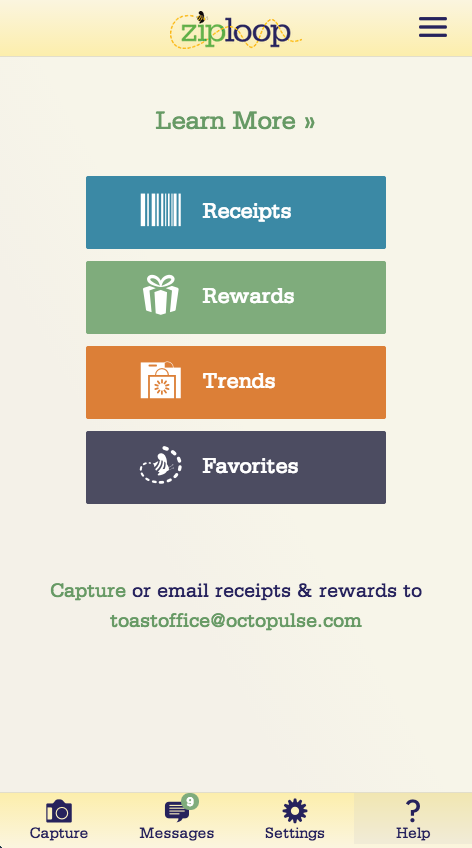 ziploop
Learn More »
Receipts
Rewards
Trends
Favorites
Capture or email receipts & rewards to
toastoffice@octopulse.com
9
Capture
Messages
Settings
? 
Help